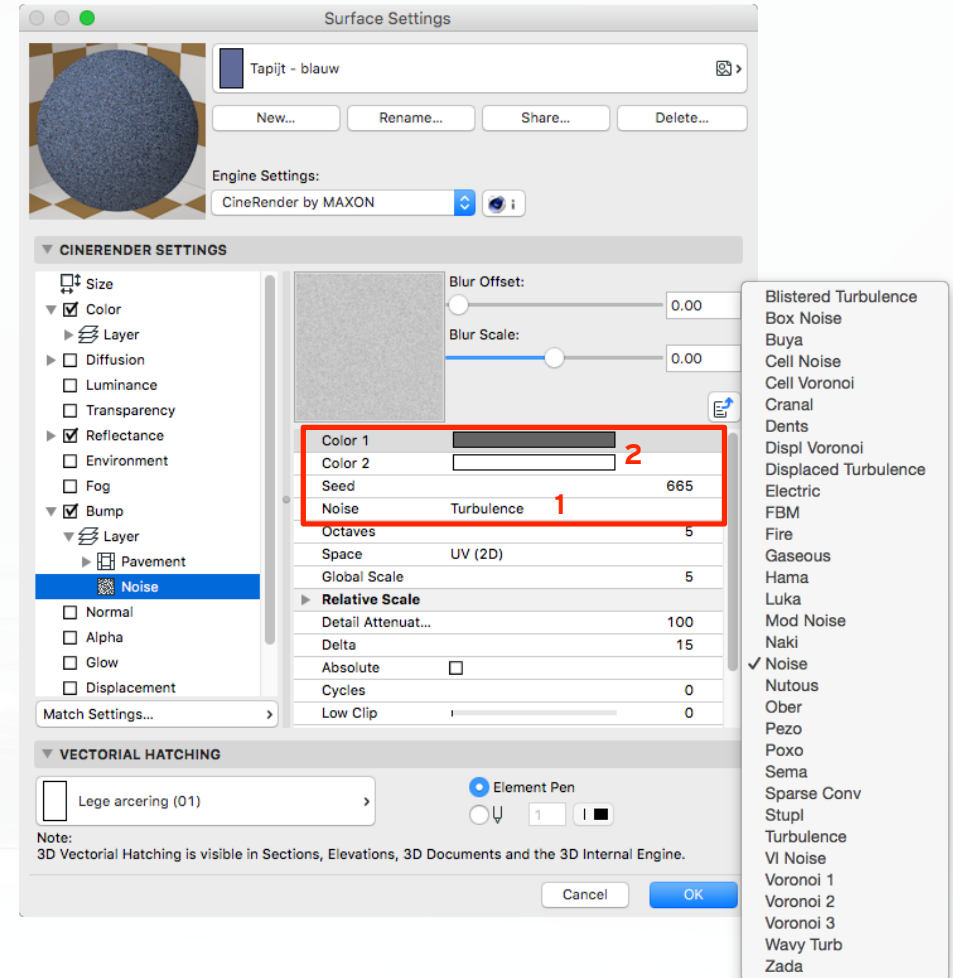 Surface Settings
Tapijt - blauw
New...
Rename...
Share...
Delete...
Engine Settings:
CineRender by MAXON
i
CINERENDER SETTINGS
Size
Color
Layer
Diffusion
Luminance
Transparency
Reflectance
Environment
Fog
Bump
Layer
Pavement
Noise
Normal
Alpha
Glow
Displacement
Match Settings...
Blur Offset:
0.00
Blur Scale:
0.00
Color 1
Color 2
2
Seed 665
Noise Turbulence
1
Octaves 5
Space UV (2D)
Global Scale 5
Relative Scale
Detail Attenuat... 100
Delta 15
Absolute
Cycles 0
Low Clip 0
Blistered Turbulence
Box Noise
Buya
Cell Noise
Cell Voronoi
Cranal
Dents
Displ Voronoi
Displaced Turbulence
Electric
FBM
Fire
Gaseous
Hama
Luka
Mod Noise
Naki
Noise
Nutous
Ober
Pezo
Poxo
Sema
Sparse Conv
Stupl
Turbulence
Vl Noise
Voronoi 1
Voronoi 2
Voronoi 3
Wavy Turb
Zada
VECTORIAL HATCHING
Lege arcering (01)
Element Pen
1
Note:
3D Vectorial Hatching is visible in Sections, Elevations, 3D Documents and the 3D Internal Engine.
Cancel
OK